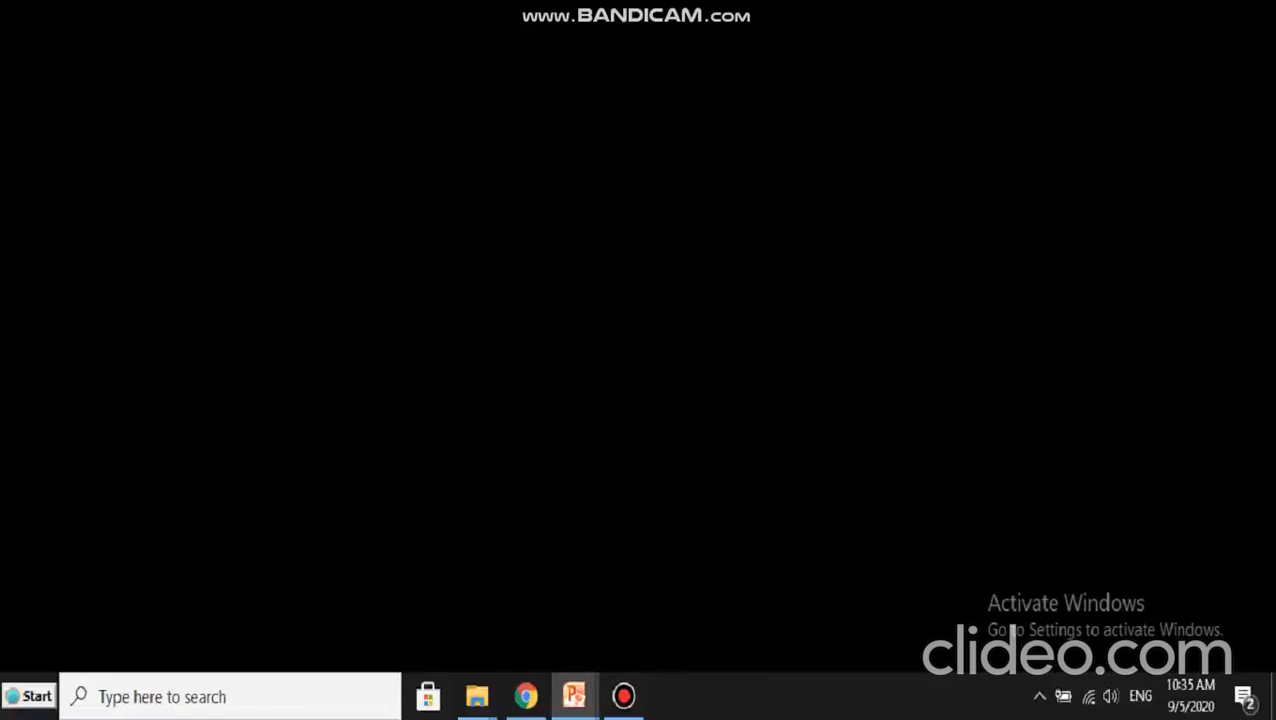 www.BANDICAM.COM
Activate Windows
Go to Settings to activate Windows.
clideo.com
Start
Type here to search
ENG
10:35 AM
9/5/2020
2